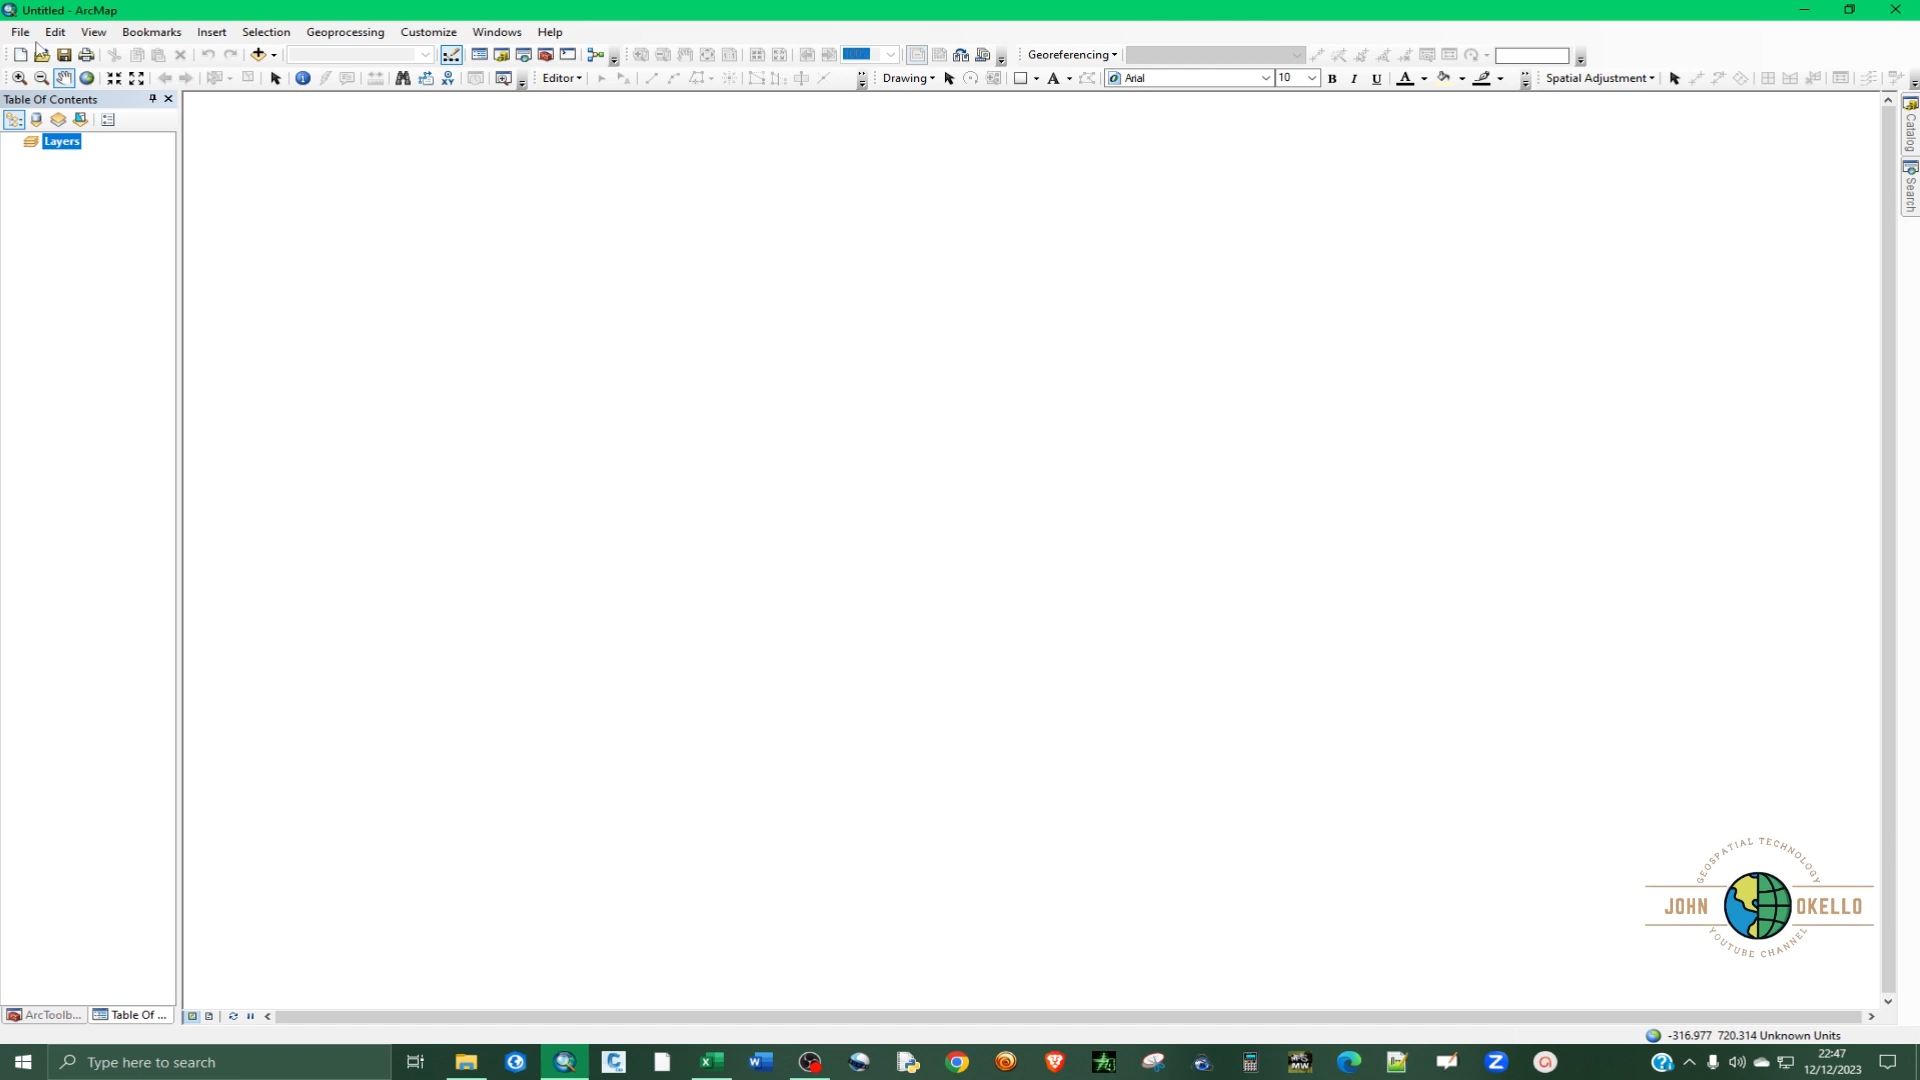 Untitled - ArcMap
File Edit View Bookmarks Insert Selection Geoprocessing Customize Windows Help
Georeferencing
Editor Drawing Arial 10 B I U A Spatial Adjustment
Table Of Contents
Layers
Catalog
Search
GEOSPATIAL TECHNOLOGY
JOHN OKELLO
YOUTUBE CHANNEL
ArcToolb... Table Of ...
-316.977 720.314 Unknown Units
Type here to search
22:47
12/12/2023